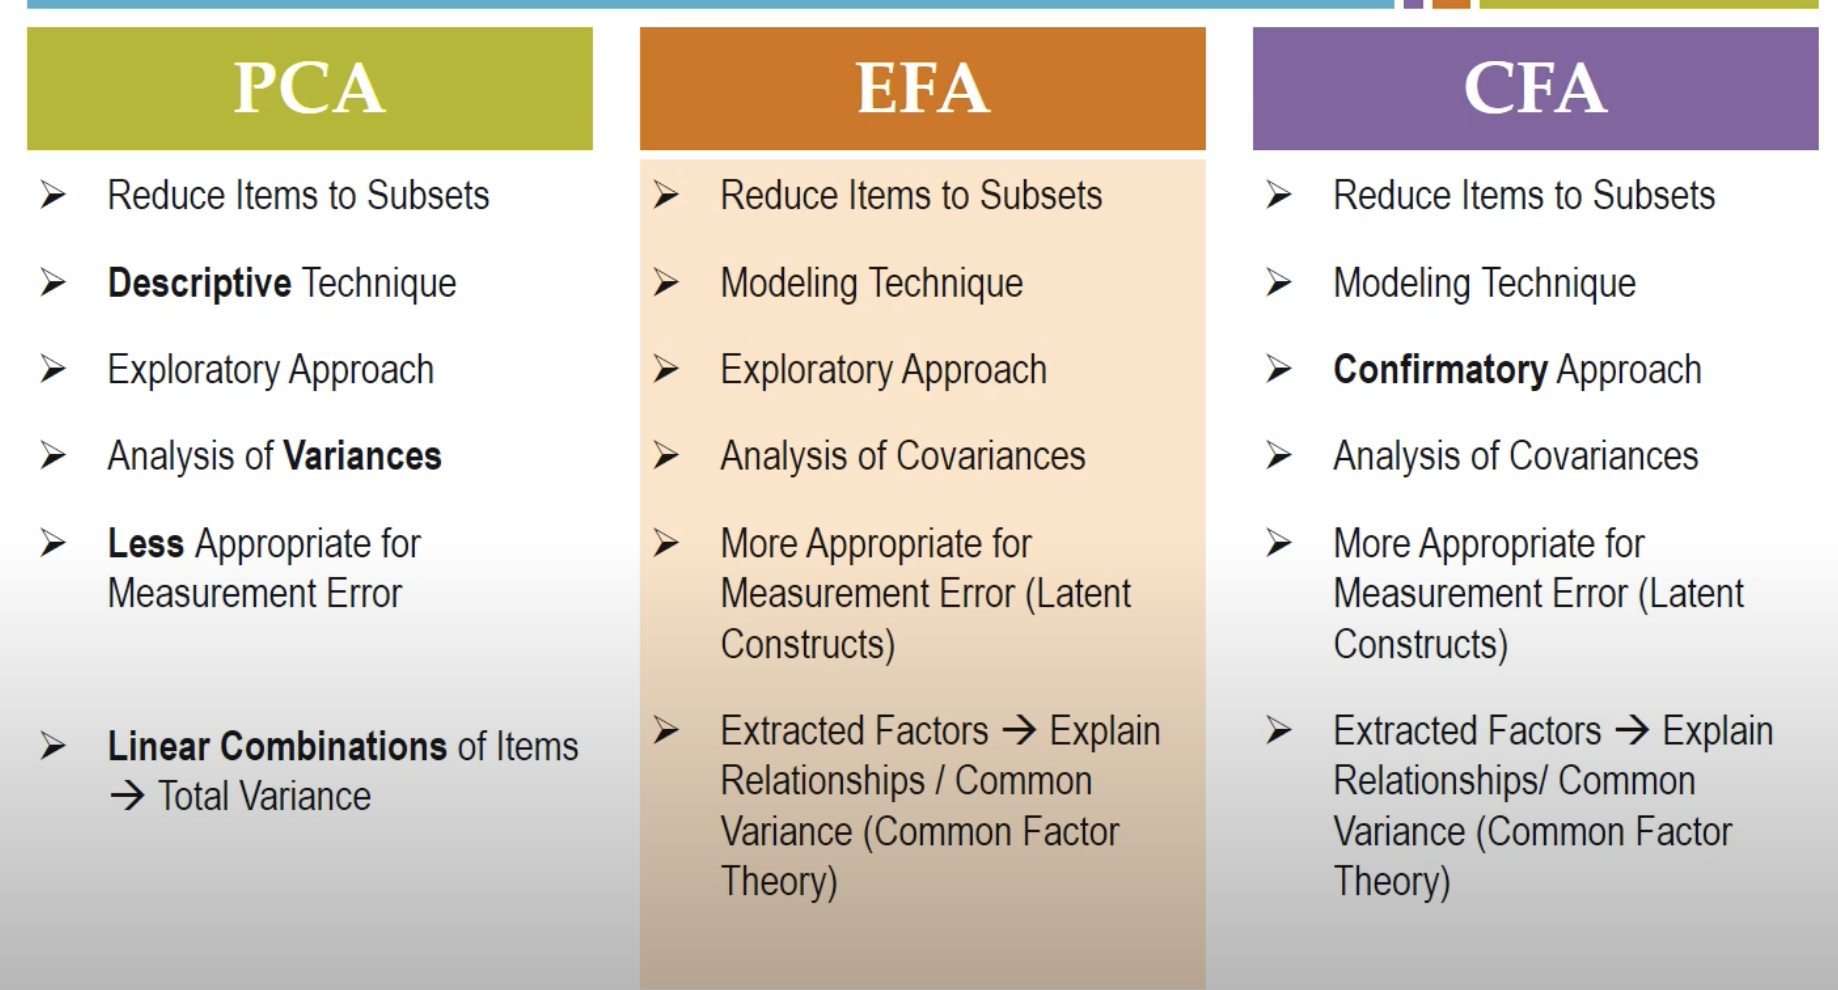 PCA
Reduce Items to Subsets
Descriptive Technique
Exploratory Approach
Analysis of Variances
Less Appropriate for
Measurement Error
Linear Combinations of Items
→ Total Variance
EFA
Reduce Items to Subsets
Modeling Technique
Exploratory Approach
Analysis of Covariances
More Appropriate for
Measurement Error (Latent
Constructs)
Extracted Factors → Explain
Relationships / Common
Variance (Common Factor
Theory)
CFA
Reduce Items to Subsets
Modeling Technique
Confirmatory Approach
Analysis of Covariances
More Appropriate for
Measurement Error (Latent
Constructs)
Extracted Factors → Explain
Relationships/ Common
Variance (Common Factor
Theory)